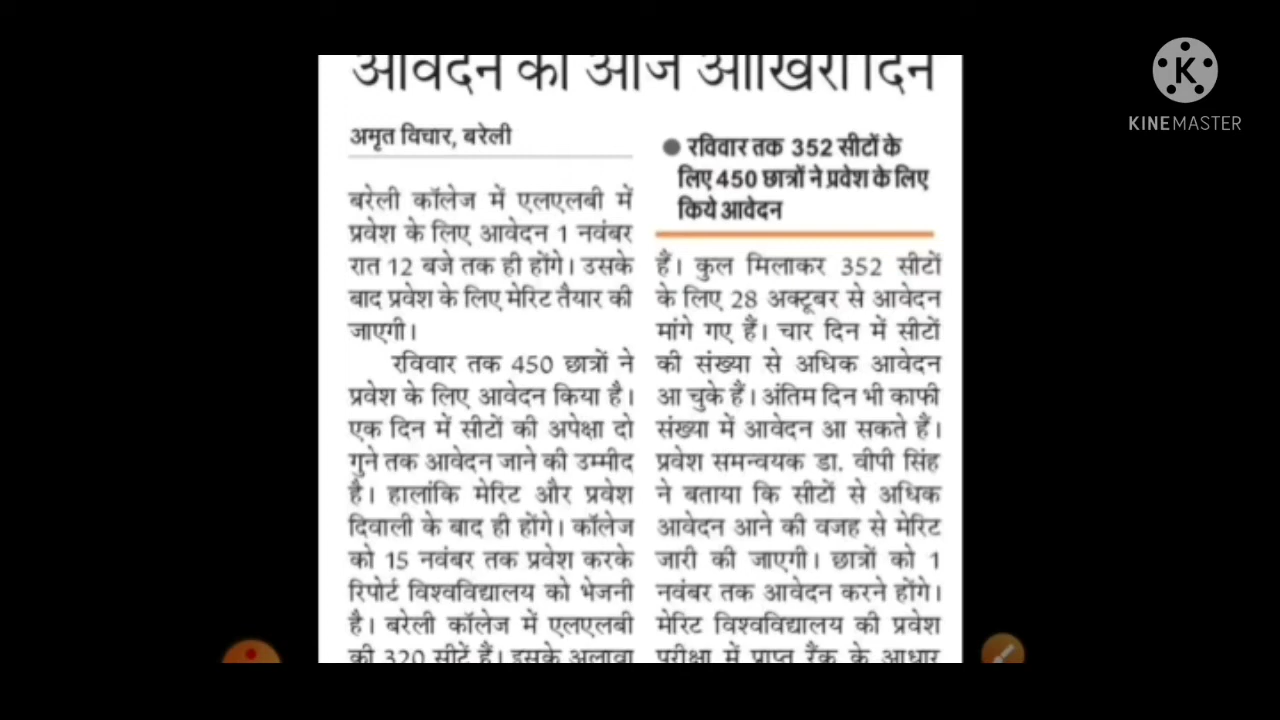 आवेदन का आज आखिरी दिन
अमृत विचार, बरेली
बरेली कॉलेज में एलएलबी में
प्रवेश के लिए आवेदन 1 नवंबर
रात 12 बजे तक ही होंगे। उसके
बाद प्रवेश के लिए मेरिट तैयार की
जाएगी।
रविवार तक 450 छात्रों ने
प्रवेश के लिए आवेदन किया है।
एक दिन में सीटों की अपेक्षा दो
गुने तक आवेदन जाने की उम्मीद
है। हालांकि मेरिट और प्रवेश
दिवाली के बाद ही होंगे। कॉलेज
को 15 नवंबर तक प्रवेश करके
रिपोर्ट विश्वविद्यालय को भेजनी
है। बरेली कॉलेज में एलएलबी
की 320 सीटें हैं। इसके अलावा
● रविवार तक 352 सीटों के
लिए 450 छात्रों ने प्रवेश के लिए
किये आवेदन
हैं। कुल मिलाकर 352 सीटों
के लिए 28 अक्टूबर से आवेदन
मांगे गए हैं। चार दिन में सीटों
की संख्या से अधिक आवेदन
आ चुके हैं। अंतिम दिन भी काफी
संख्या में आवेदन आ सकते हैं।
प्रवेश समन्वयक डा. वीपी सिंह
ने बताया कि सीटों से अधिक
आवेदन आने की वजह से मेरिट
जारी की जाएगी। छात्रों को 1
नवंबर तक आवेदन करने होंगे।
मेरिट विश्वविद्यालय की प्रवेश
परीक्षा में प्राप्त रैंक के आधार
K
KINEMASTER